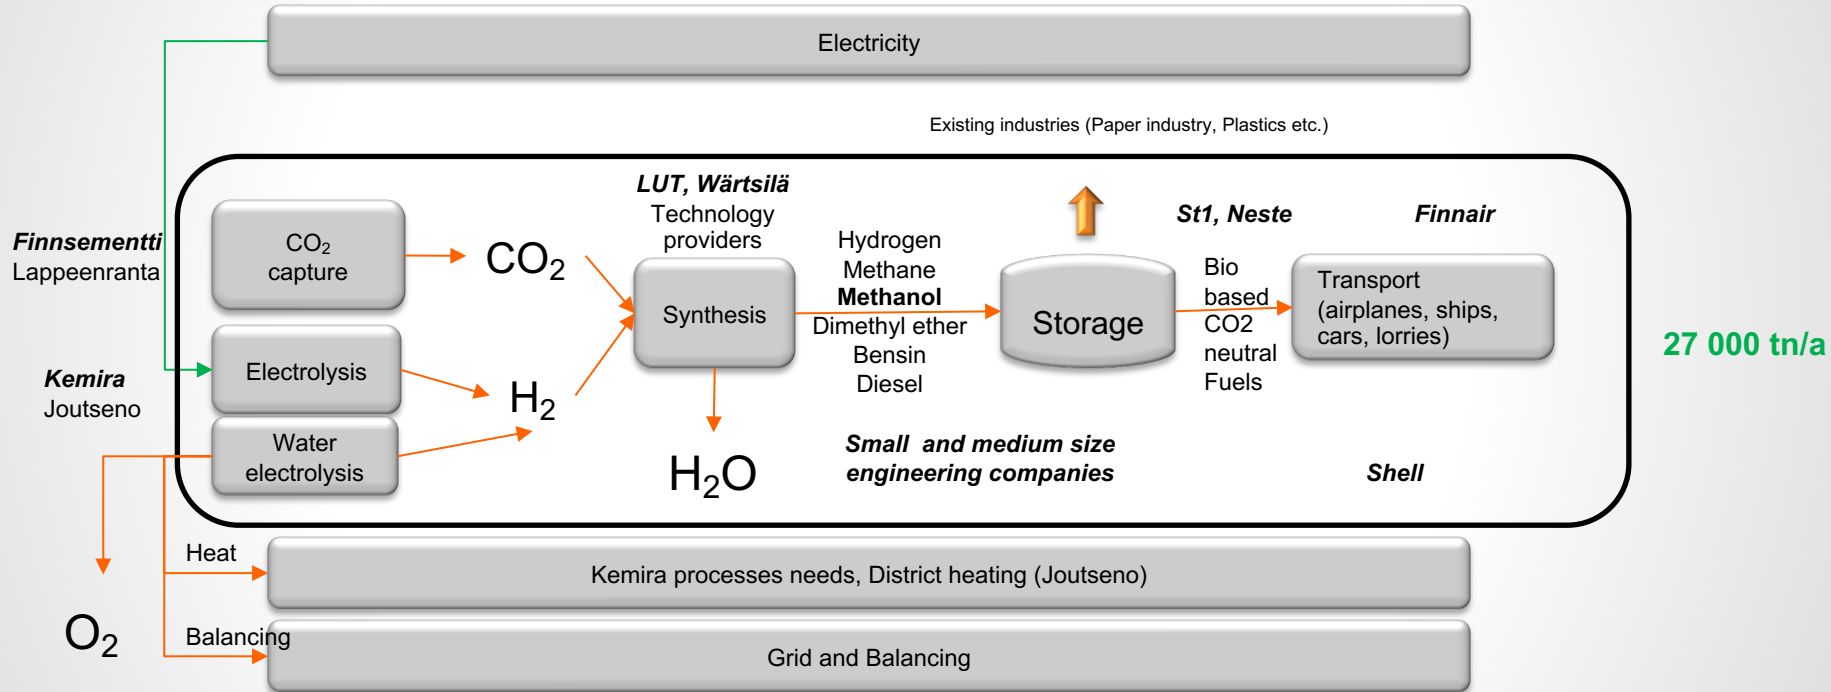 Electricity
Existing industries (Paper industry, Plastics etc.)
Finnsementti
Lappeenranta
CO₂
capture
CO₂
LUT, Wärtsilä
Technology
providers
Synthesis
Hydrogen
Methane
Methanol
Dimethyl ether
Bensin
Diesel
Storage
St1, Neste
Bio
based
CO2
neutral
Fuels
Finnair
Transport
(airplanes, ships,
cars, lorries)
27 000 tn/a
Kemira
Joutseno
Electrolysis
H₂
Water
electrolysis
H₂O
Small and medium size
engineering companies
Shell
Heat
Kemira processes needs, District heating (Joutseno)
O₂
Balancing
Grid and Balancing